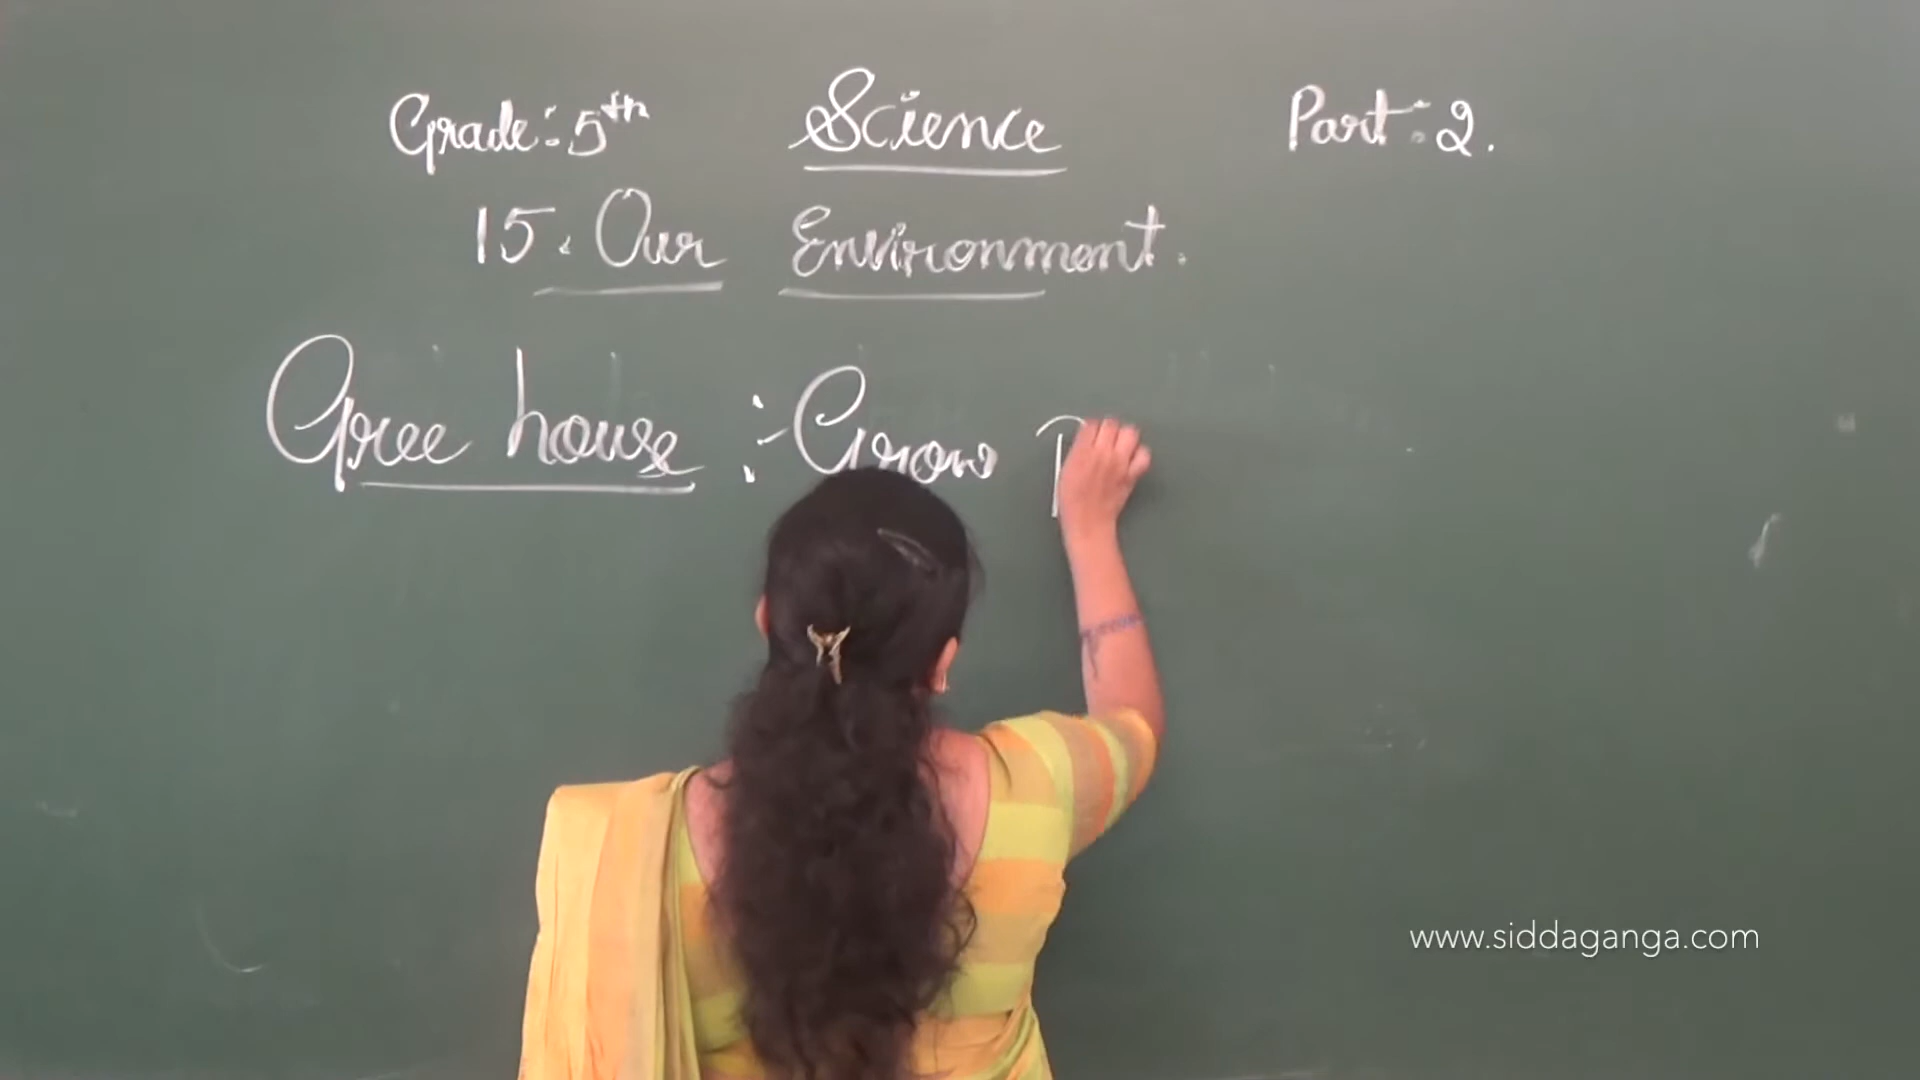 Grade: 5th Science Part: 2.
15. Our Environment.
Gree house :- Grow P
www.siddaganga.com